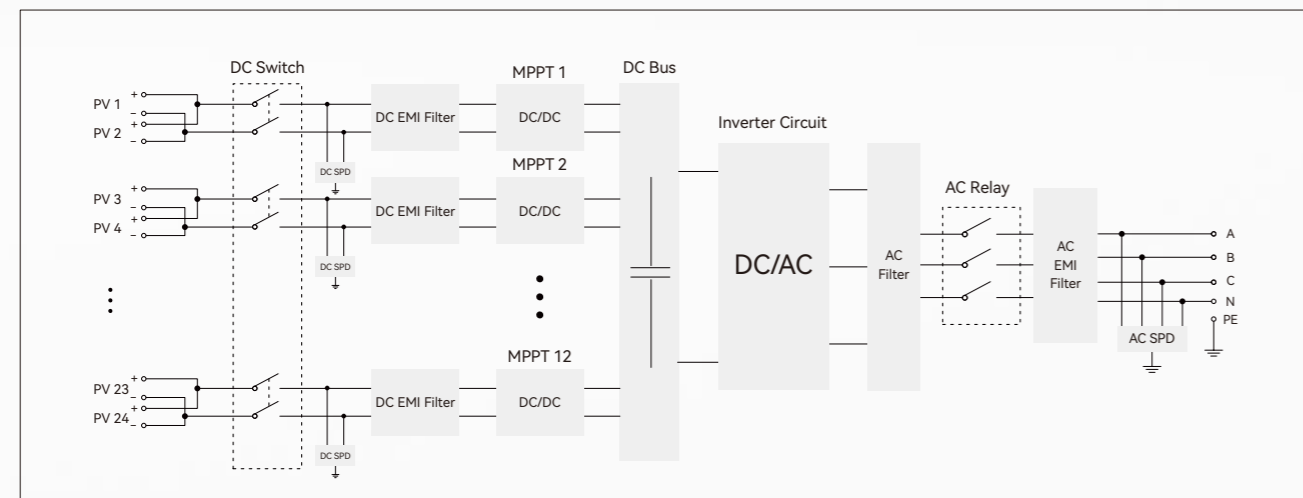 DC Switch
MPPT 1
DC Bus
PV 1
+
−
DC EMI Filter
DC/DC
PV 2
+
−
Inverter Circuit
DC SPD
MPPT 2
PV 3
+
−
DC EMI Filter
DC/DC
AC Relay
PV 4
+
−
DC/AC
AC
Filter
AC
EMI
Filter
A
B
C
N
PE
DC SPD
AC SPD
MPPT 12
PV 23
+
−
DC EMI Filter
DC/DC
PV 24
+
−
DC SPD